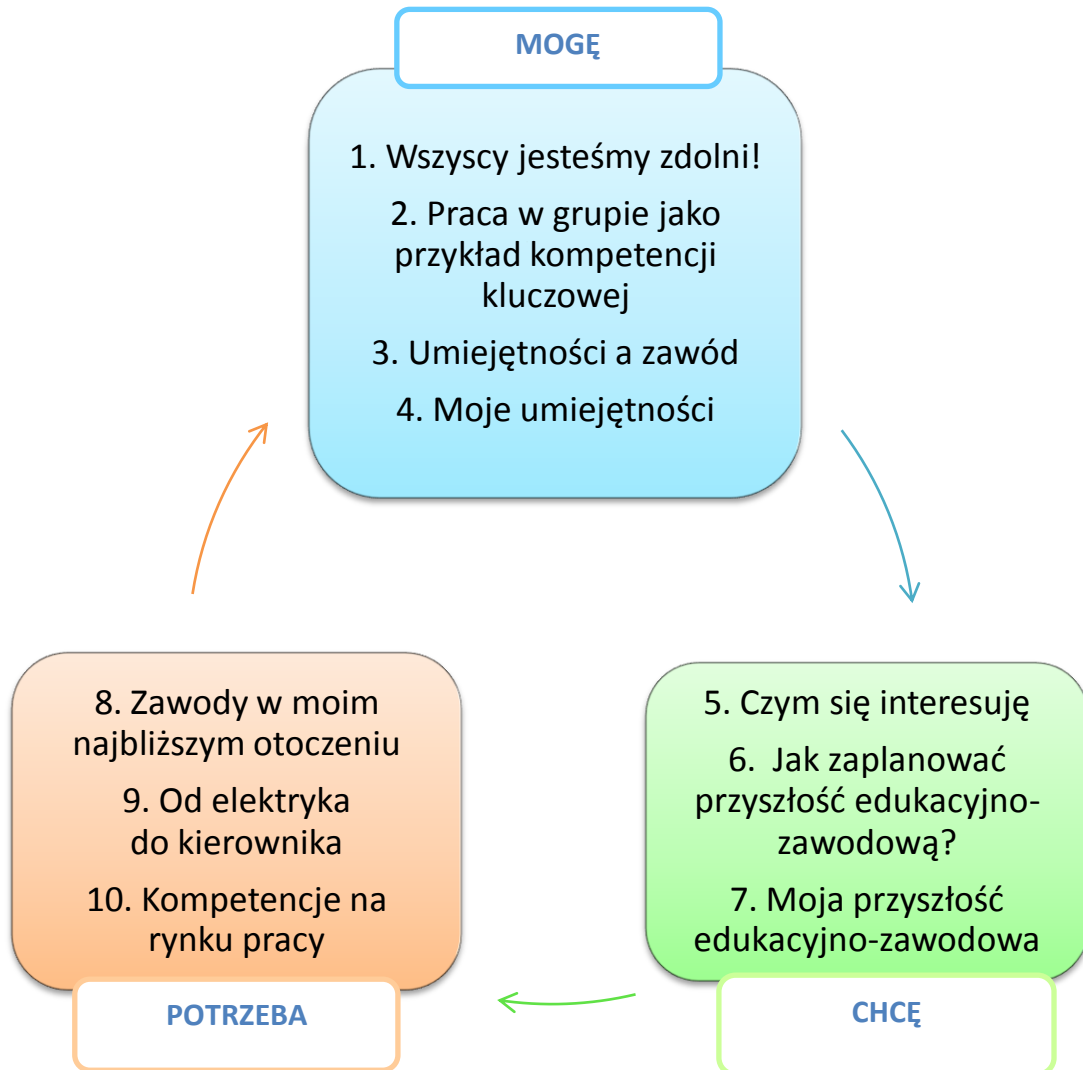 MOGĘ
1. Wszyscy jesteśmy zdolni!
2. Praca w grupie jako
przykład kompetencji
kluczowej
3. Umiejętności a zawód
4. Moje umiejętności
8. Zawody w moim
najbliższym otoczeniu
9. Od elektryka
do kierownika
10. Kompetencje na
rynku pracy
POTRZEBA
5. Czym się interesuję
6. Jak zaplanować
przyszłość edukacyjno-
zawodową?
7. Moja przyszłość
edukacyjno-zawodowa
CHCĘ